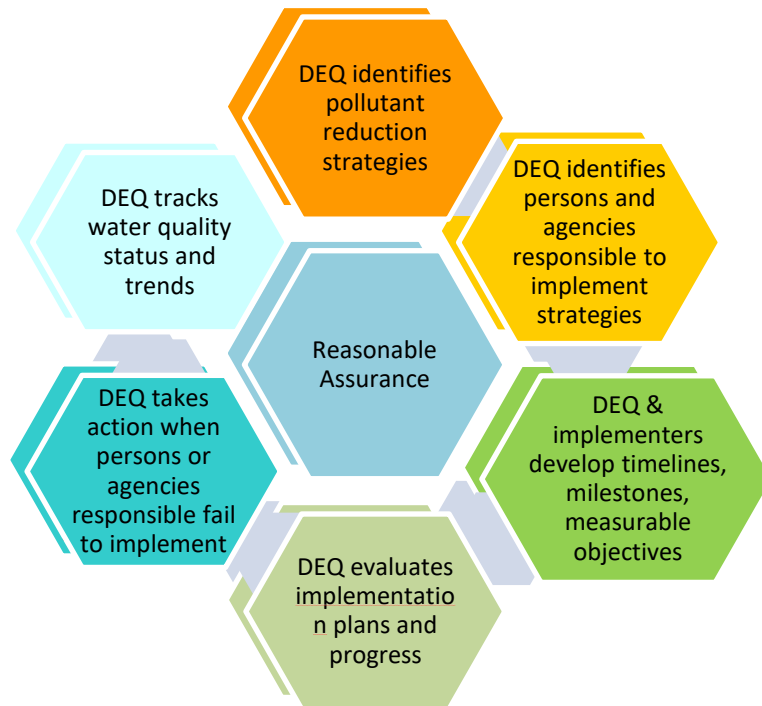 DEQ identifies
pollutant
reduction
strategies
DEQ identifies
persons and
agencies
responsible to
implement
strategies
DEQ &
implementers
develop timelines,
milestones,
measurable
objectives
DEQ evaluates
implementatio
n plans and
progress
DEQ takes
action when
persons or
agencies
responsible fail
to implement
DEQ tracks
water quality
status and
trends
Reasonable
Assurance